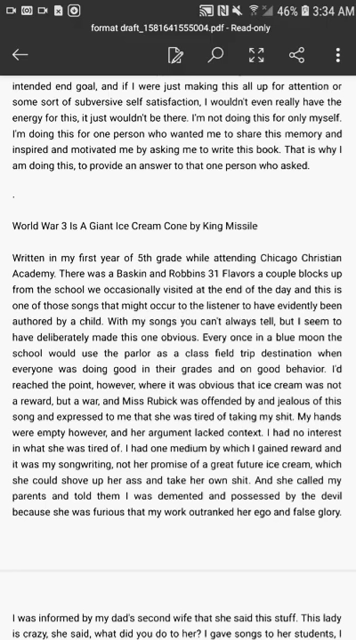 46% 3:34 AM
format draft_1581641555004.pdf - Read-only
intended end goal, and if I were just making this all up for attention or
some sort of subversive self satisfaction, I wouldn't even really have the
energy for this, it just wouldn't be there. I'm not doing this for only myself.
I'm doing this for one person who wanted me to share this memory and
inspired and motivated me by asking me to write this book. That is why I
am doing this, to provide an answer to that one person who asked.
.
World War 3 Is A Giant Ice Cream Cone by King Missile
Written in my first year of 5th grade while attending Chicago Christian
Academy. There was a Baskin and Robbins 31 Flavors a couple blocks up
from the school we occasionally visited at the end of the day and this is
one of those songs that might occur to the listener to have evidently been
authored by a child. With my songs you can't always tell, but I seem to
have deliberately made this one obvious. Every once in a blue moon the
school would use the parlor as a class field trip destination when
everyone was doing good in their grades and on good behavior. I'd
reached the point, however, where it was obvious that ice cream was not
a reward, but a war, and Miss Rubick was offended by and jealous of this
song and expressed to me that she was tired of taking my shit. My hands
were empty however, and her argument lacked context. I had no interest
in what she was tired of. I had one medium by which I gained reward and
it was my songwriting, not her promise of a great future ice cream, which
she could shove up her ass and take her own shit. And she called my
parents and told them I was demented and possessed by the devil
because she was furious that my work outranked her ego and false glory.
I was informed by my dad's second wife that she said this stuff. This lady
is crazy, she said, what did you do to her? I gave songs to her students, I